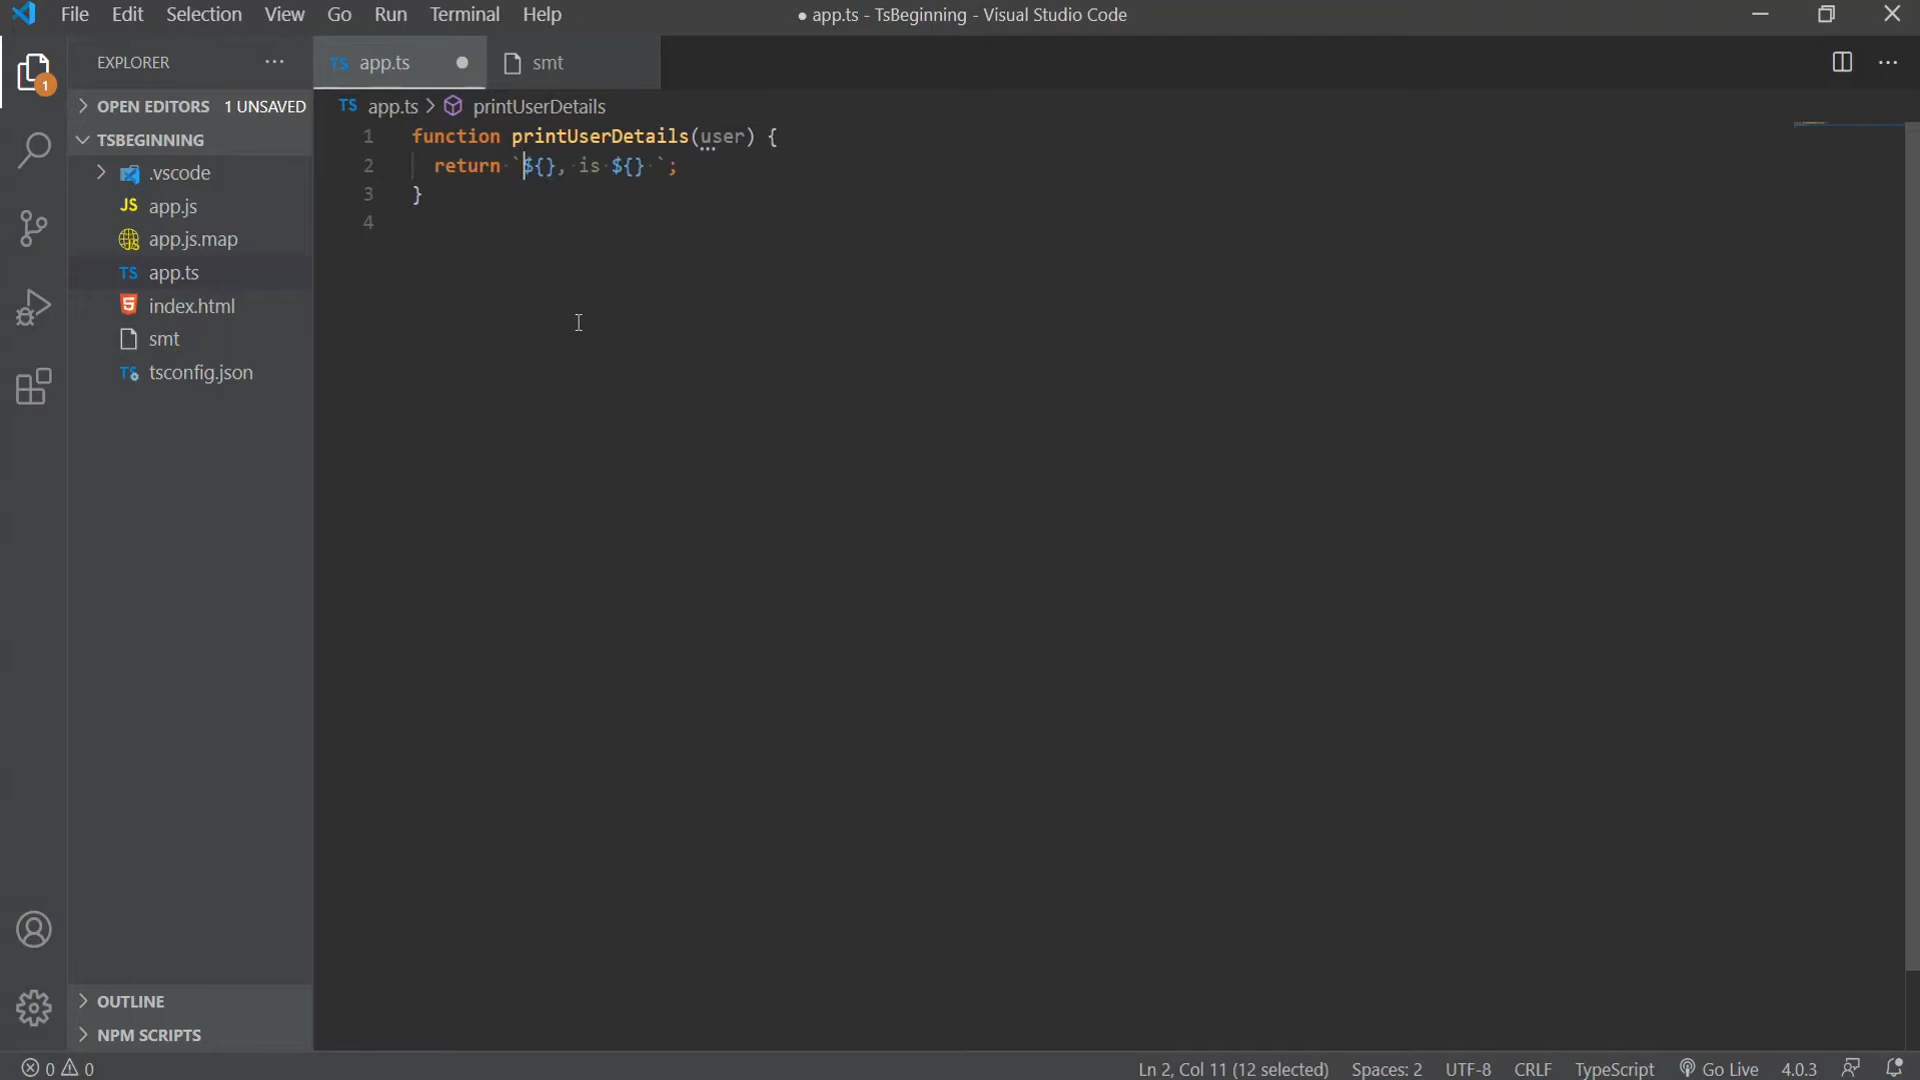 File Edit Selection View Go Run Terminal Help
● app.ts - TsBeginning - Visual Studio Code
EXPLORER ···
TS app.ts ●
smt
1
OPEN EDITORS 1 UNSAVED
TSBEGINNING
.vscode
JS app.js
app.js.map
TS app.ts
index.html
smt
TS tsconfig.json
TS app.ts > printUserDetails
1 function printUserDetails(user) {
2 return `${}, is ${} `;
3 }
4
OUTLINE
NPM SCRIPTS
0 0
Ln 2, Col 11 (12 selected) Spaces: 2 UTF-8 CRLF TypeScript Go Live 4.0.3